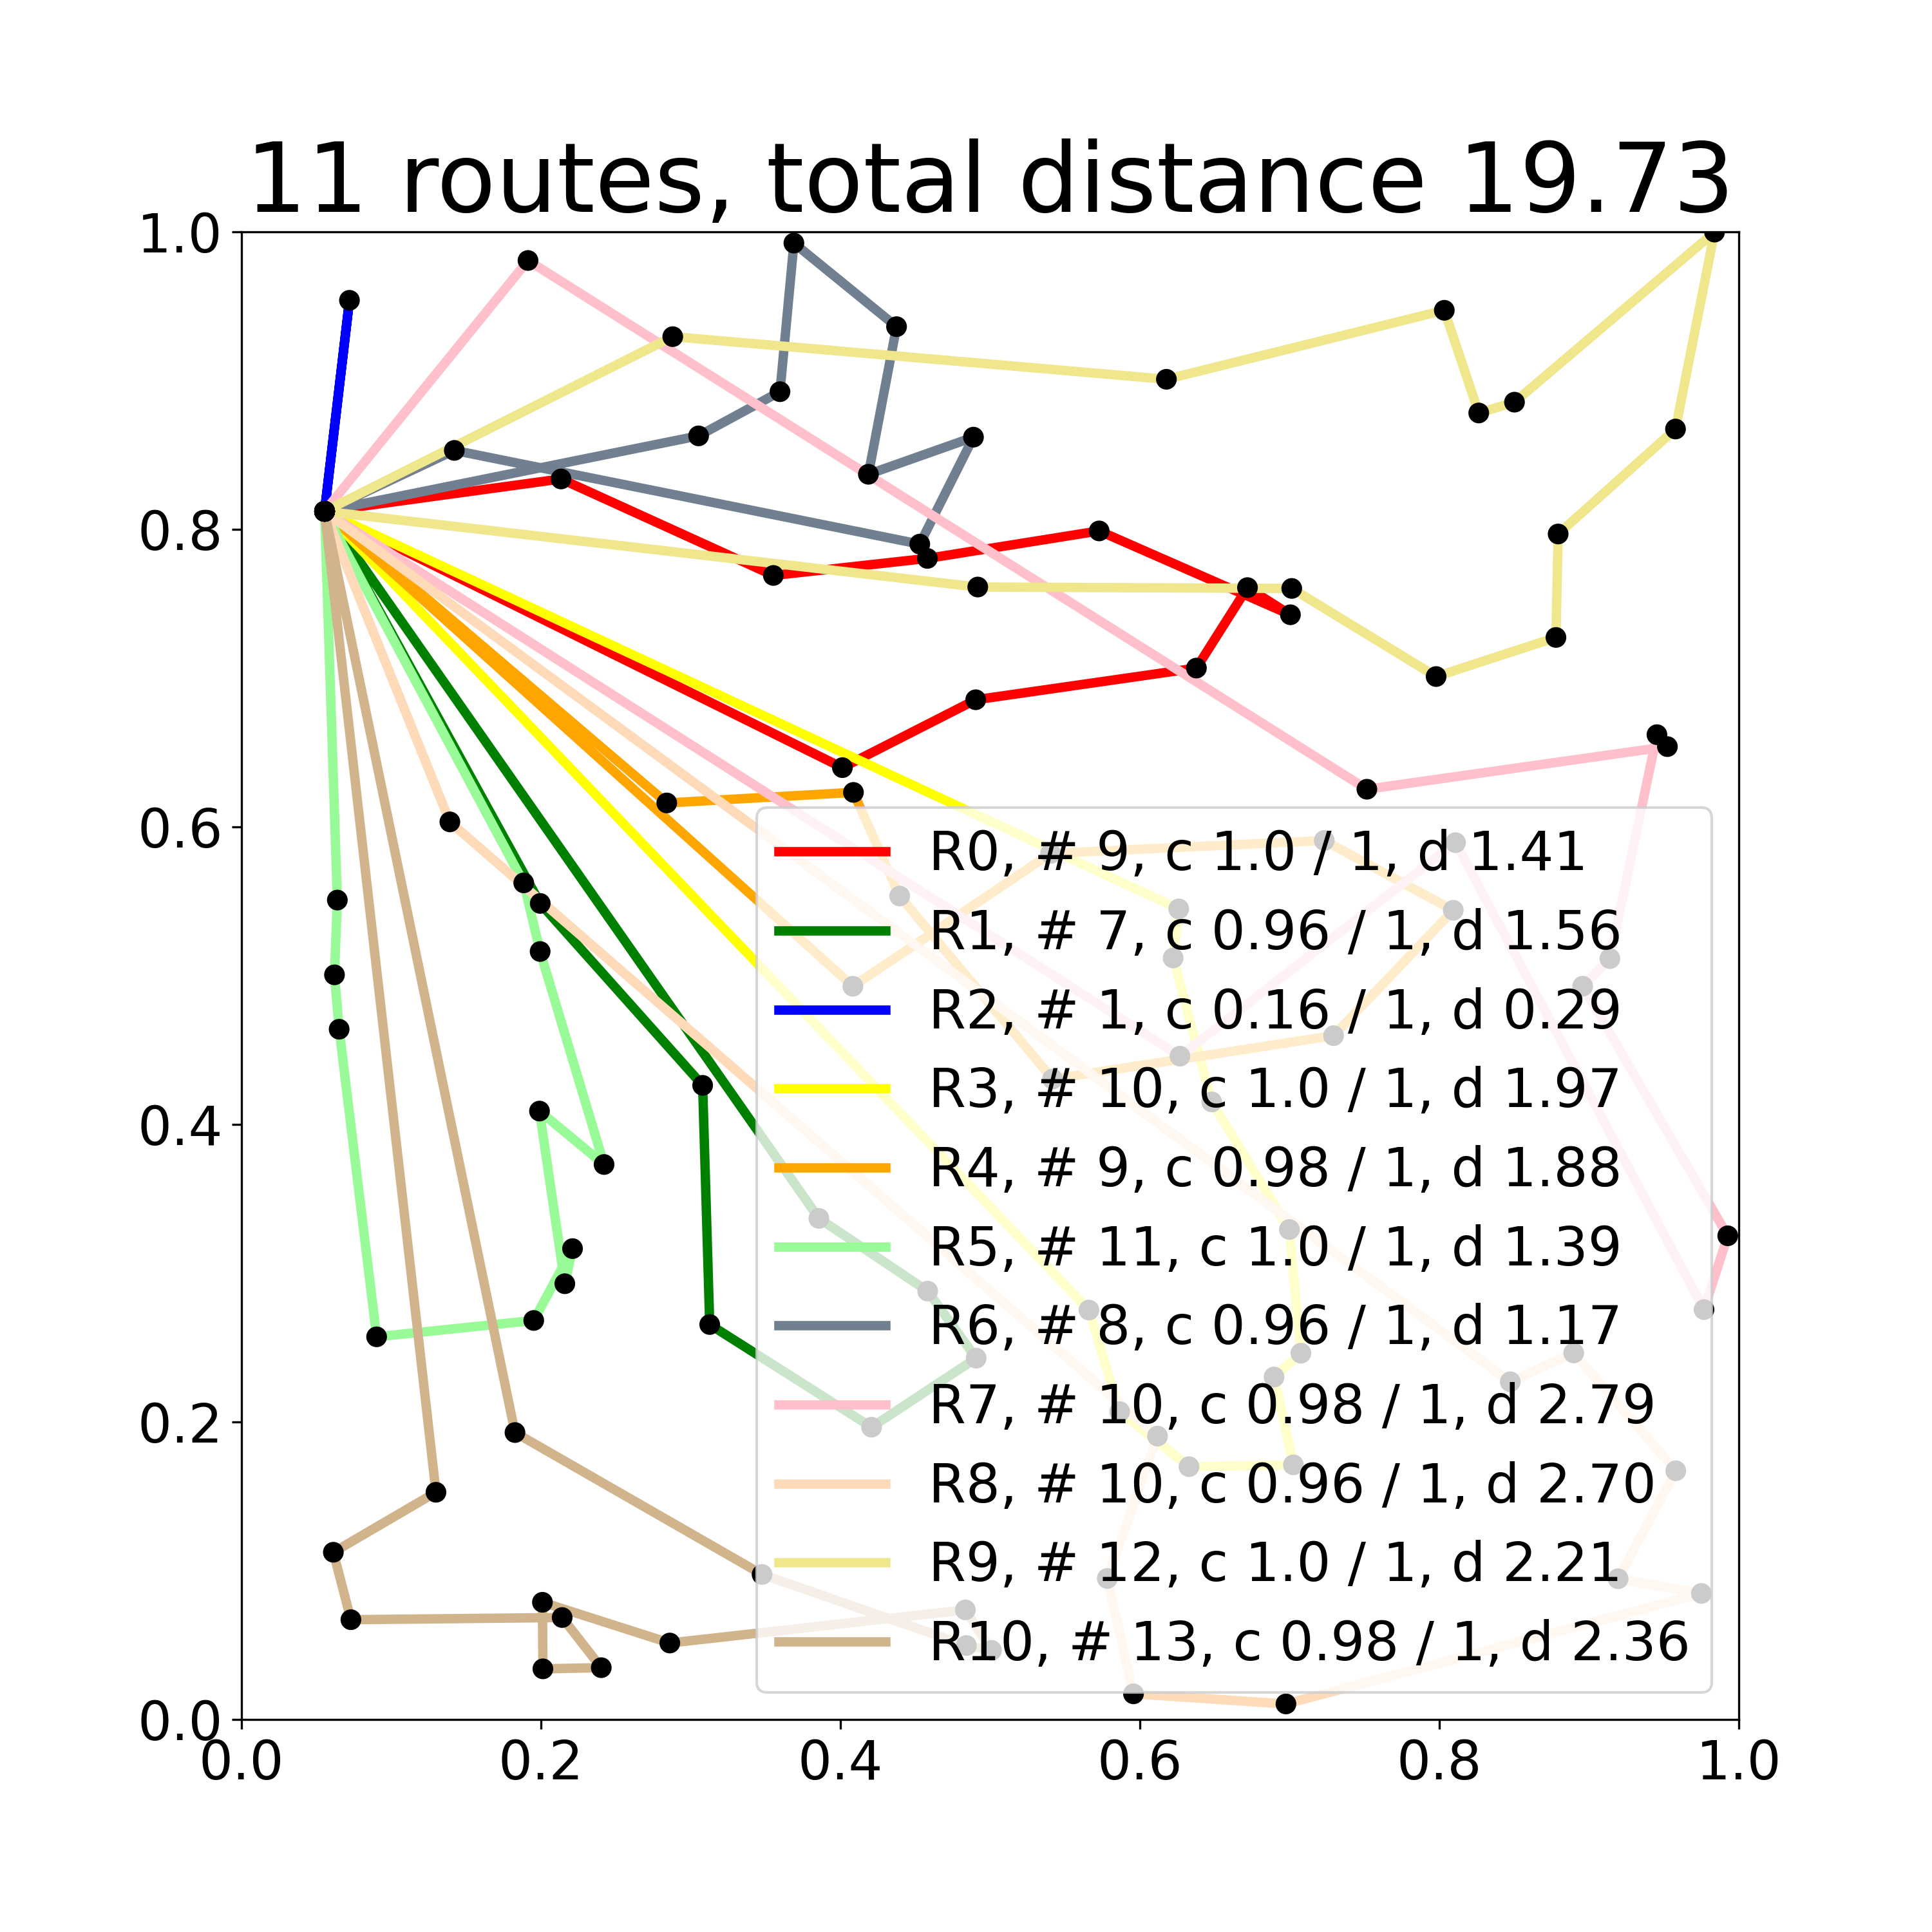 11 routes, total distance 19.73
1.0
0.8
0.6
0.4
0.2
0.0
0.0 0.2 0.4 0.6 0.8 1.0
R0, # 9, c 1.0 / 1, d 1.41
R1, # 7, c 0.96 / 1, d 1.56
R2, # 1, c 0.16 / 1, d 0.29
R3, # 10, c 1.0 / 1, d 1.97
R4, # 9, c 0.98 / 1, d 1.88
R5, # 11, c 1.0 / 1, d 1.39
R6, # 8, c 0.96 / 1, d 1.17
R7, # 10, c 0.98 / 1, d 2.79
R8, # 10, c 0.96 / 1, d 2.70
R9, # 12, c 1.0 / 1, d 2.21
R10, # 13, c 0.98 / 1, d 2.36